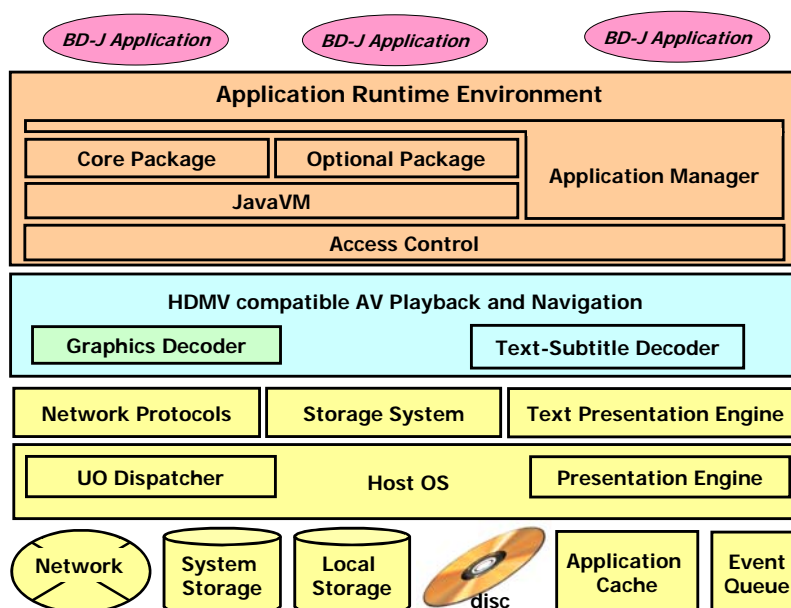 BD-J Application
BD-J Application
BD-J Application
Application Runtime Environment
Core Package
Optional Package
Application Manager
JavaVM
Access Control
HDMV compatible AV Playback and Navigation
Graphics Decoder
Text-Subtitle Decoder
Network Protocols
Storage System
Text Presentation Engine
UO Dispatcher
Host OS
Presentation Engine
Network
System
Storage
Local
Storage
disc
Application
Cache
Event
Queue